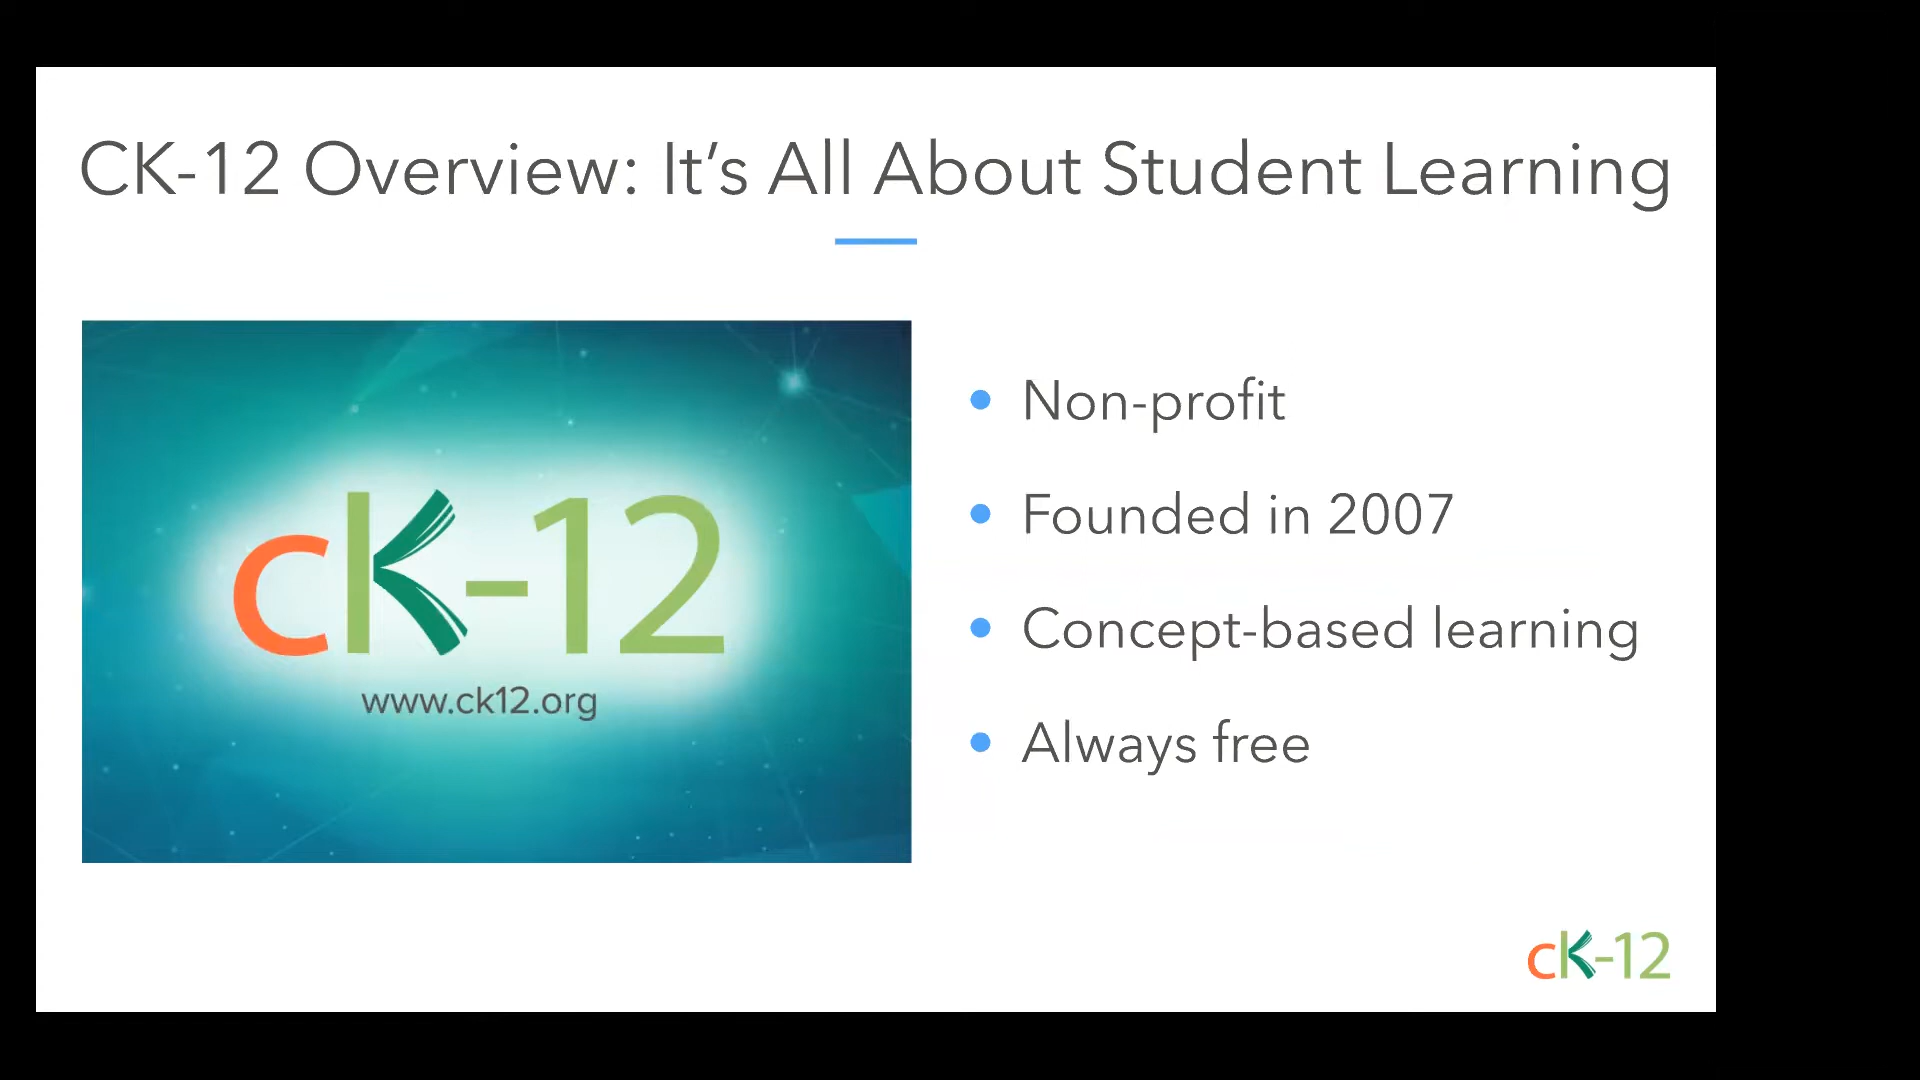 CK-12 Overview: It’s All About Student Learning
cK-12
www.ck12.org
• Non-profit
• Founded in 2007
• Concept-based learning
• Always free
cK-12